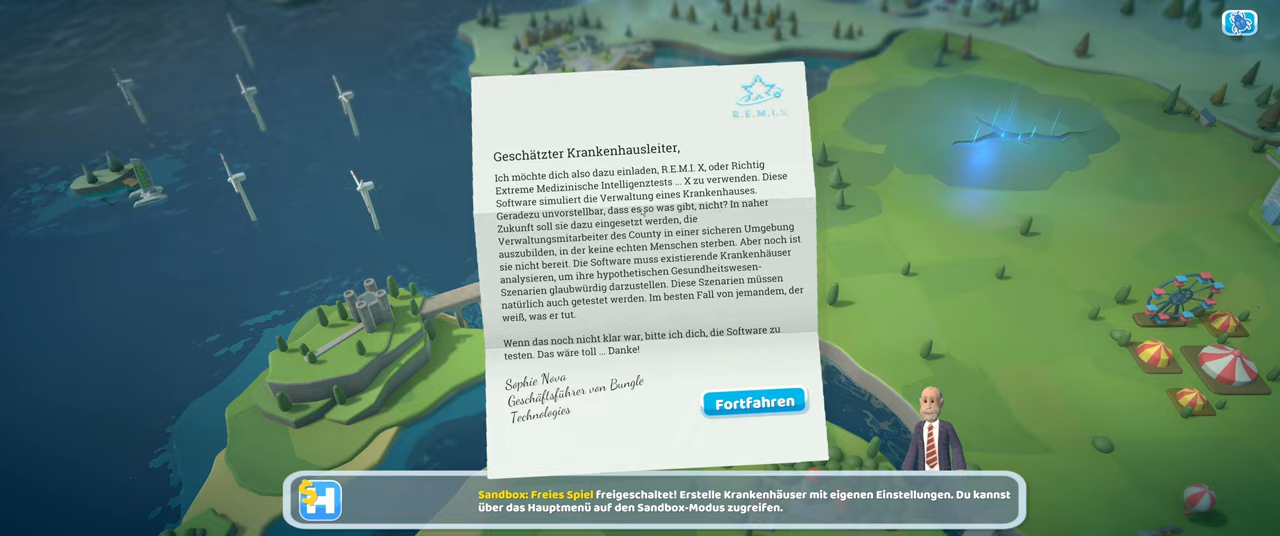 R.E.M.I.X
Geschätzter Krankenhausleiter,
Ich möchte dich also dazu einladen, R.E.M.I. X, oder Richtig
Extreme Medizinische Intelligenztests ... X zu verwenden. Diese
Software simuliert die Verwaltung eines Krankenhauses.
Geradezu unvorstellbar, dass es so was gibt, nicht? In naher
Zukunft soll sie dazu eingesetzt werden, die
Verwaltungsmitarbeiter des County in einer sicheren Umgebung
auszubilden, in der keine echten Menschen sterben. Aber noch ist
sie nicht bereit. Die Software muss existierende Krankenhäuser
analysieren, um ihre hypothetischen Gesundheitswesen-
Szenarien glaubwürdig darzustellen. Diese Szenarien müssen
natürlich auch getestet werden. Im besten Fall von jemandem, der
weiß, was er tut.
Wenn das noch nicht klar war, bitte ich dich, die Software zu
testen. Das wäre toll ... Danke!
Sophie Nova
Geschäftsführer von Bungle
Technologies
Fortfahren
Sandbox: Freies Spiel freigeschaltet! Erstelle Krankenhäuser mit eigenen Einstellungen. Du kannst
über das Hauptmenü auf den Sandbox-Modus zugreifen.